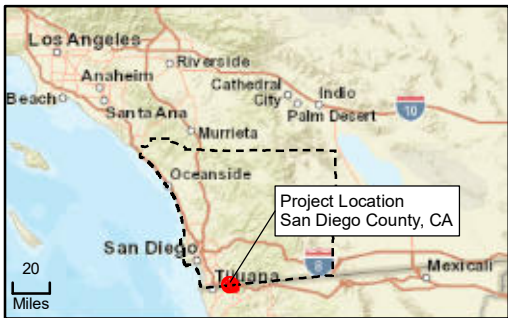 Los Angeles
Riverside
Anaheim
Cathedral
City
Indio
Beach
Santa Ana
Palm Desert
10
Murrieta
Oceanside
Project Location
San Diego County, CA
San Diego
8
20
Miles
Tijuana
Mexicali